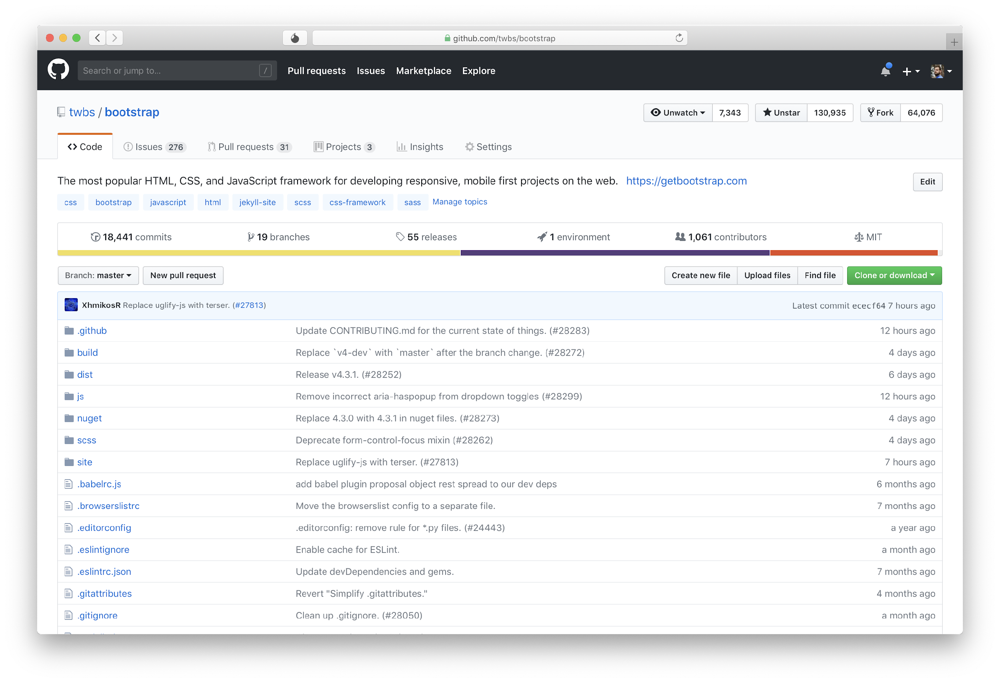 github.com/twbs/bootstrap
Search or jump to... / Pull requests Issues Marketplace Explore
twbs / bootstrap Unwatch 7,343 Unstar 130,935 Fork 64,076
Code Issues 276 Pull requests 31 Projects 3 Insights Settings
The most popular HTML, CSS, and JavaScript framework for developing responsive, mobile first projects on the web. https://getbootstrap.com Edit
css bootstrap javascript html jekyll-site scss css-framework sass Manage topics
18,441 commits 19 branches 55 releases 1 environment 1,061 contributors MIT
Branch: master New pull request Create new file Upload files Find file Clone or download
XhmikosR Replace uglify-js with terser. (#27813) Latest commit ececf64 7 hours ago
.github Update CONTRIBUTING.md for the current state of things. (#28283) 12 hours ago
build Replace `v4-dev` with `master` after the branch change. (#28272) 4 days ago
dist Release v4.3.1. (#28252) 6 days ago
js Remove incorrect aria-haspopup from dropdown toggles (#28299) 12 hours ago
nuget Replace 4.3.0 with 4.3.1 in nuget files. (#28273) 4 days ago
scss Deprecate form-control-focus mixin (#28262) 4 days ago
site Replace uglify-js with terser. (#27813) 7 hours ago
.babelrc.js add babel plugin proposal object rest spread to our dev deps 6 months ago
.browserslistrc Move the browserslist config to a separate file. 7 months ago
.editorconfig .editorconfig: remove rule for *.py files. (#24443) a year ago
.eslintignore Enable cache for ESLint. a month ago
.eslintrc.json Update devDependencies and gems. 7 months ago
.gitattributes Revert "Simplify .gitattributes." 4 months ago
.gitignore Clean up .gitignore. (#28050) a month ago